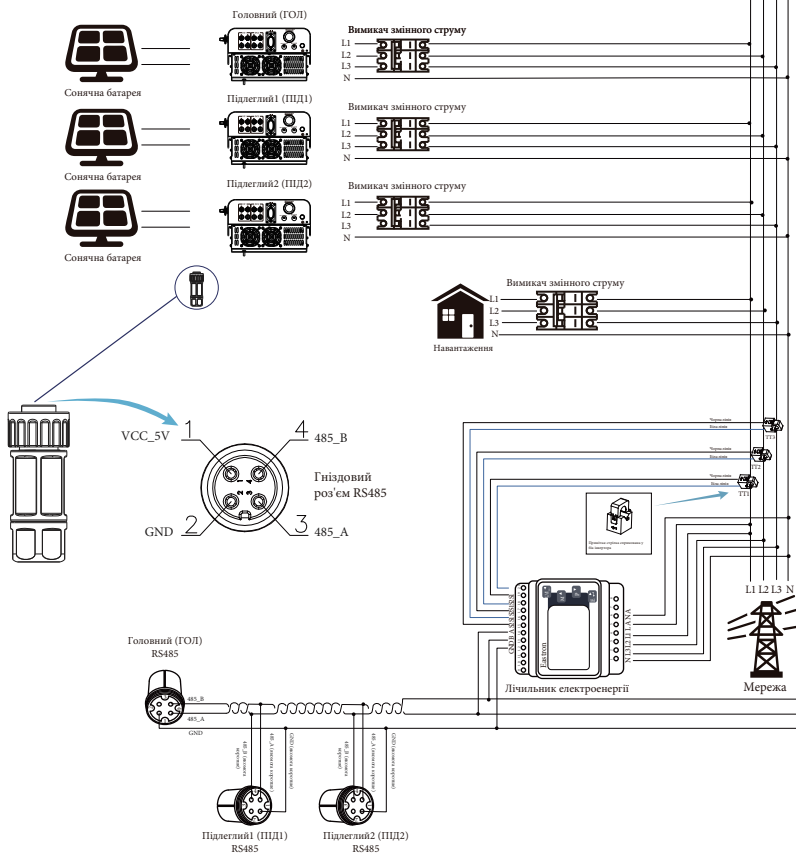 Головний (ГОЛ)
Вимикач змінного струму
L1
L2
L3
N
Сонячна батарея
Підлеглий1 (ПІД1)
Вимикач змінного струму
L1
L2
L3
N
Сонячна батарея
Підлеглий2 (ПІД2)
Вимикач змінного струму
L1
L2
L3
N
Сонячна батарея
Вимикач змінного струму
L1
L2
L3
N
Навантаження
VCC_5V
1
4
485_B
Гніздовий
роз'єм RS485
GND
2
3
485_A
ТТ3
ТТ2
ТТ1
L1 L2 L3 N
Мережа
Eastron
Лічильник електроенергії
Головний (ГОЛ)
RS485
485_B
485_A
GND
Підлеглий1 (ПІД1)
RS485
Підлеглий2 (ПІД2)
RS485